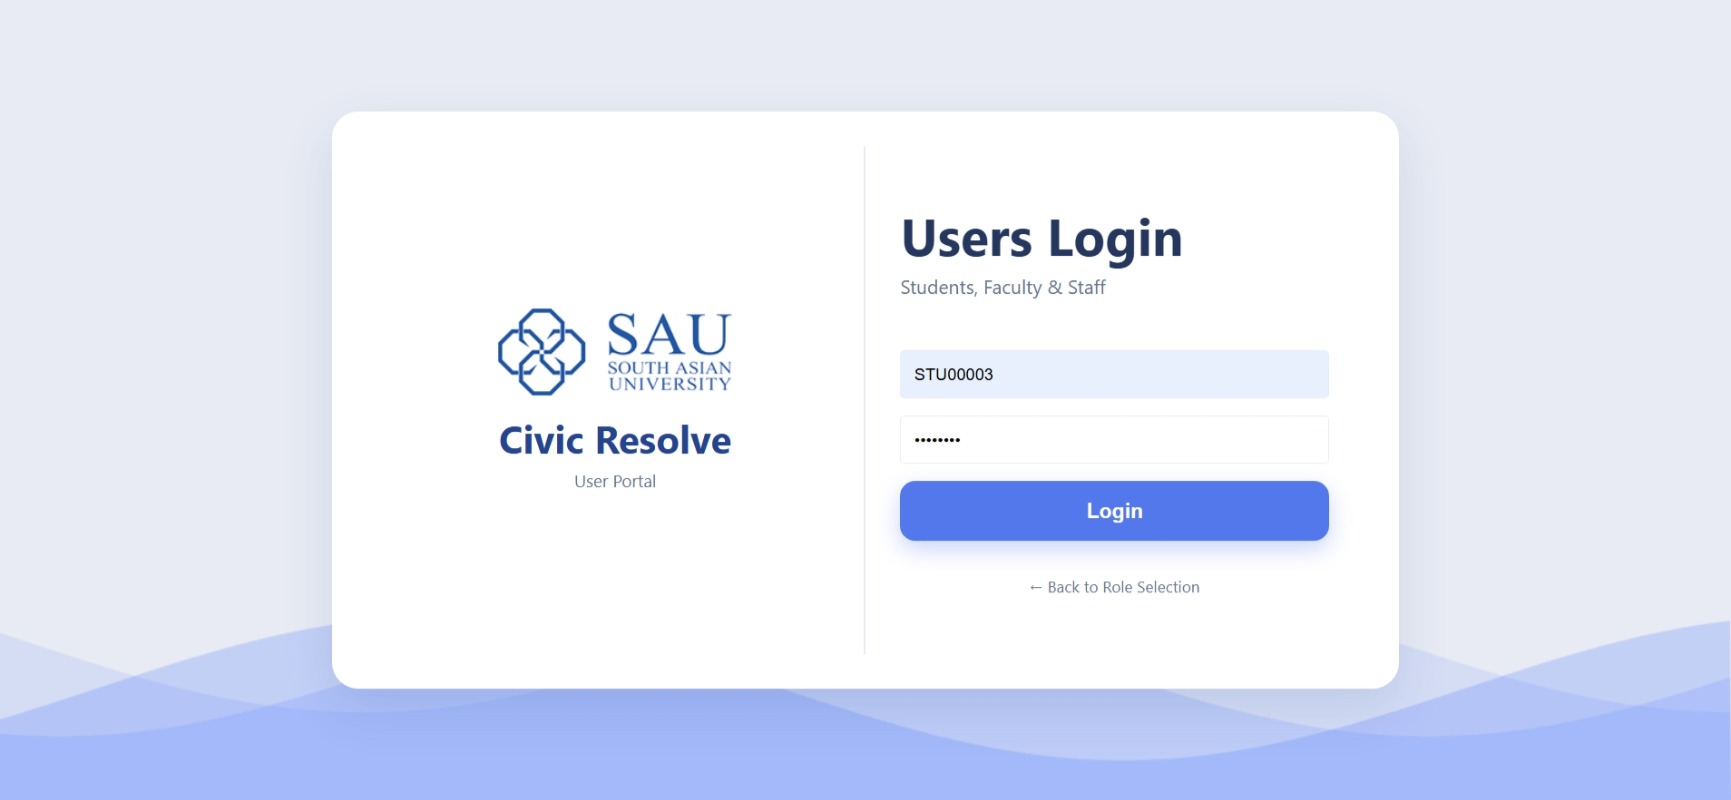 SAU
SOUTH ASIAN
UNIVERSITY
Civic Resolve
User Portal
Users Login
Students, Faculty & Staff
STU00003
••••••••
Login
← Back to Role Selection